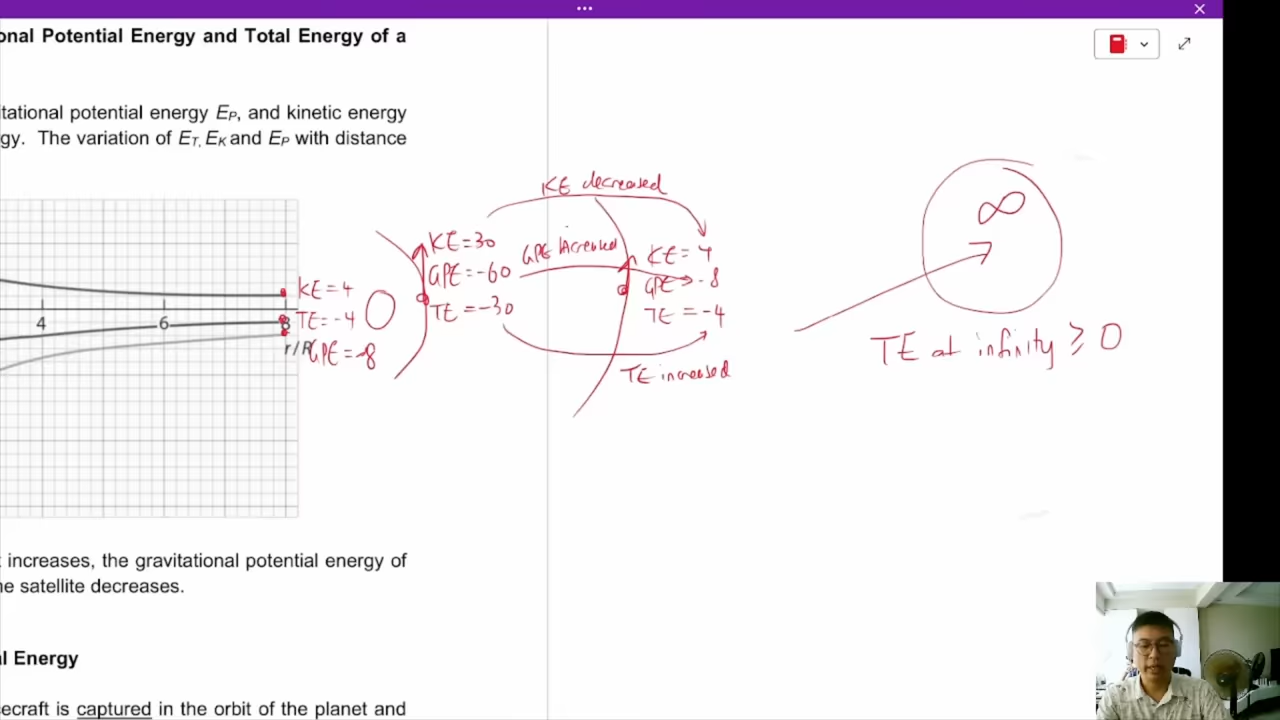 onal Potential Energy and Total Energy of a
itational potential energy EP, and kinetic energy
gy. The variation of ET, EK and EP with distance
KE decreased
KE=30
GPE increased
KE = 4
GPE=-60
GPE -8
TE=-30
TE = -4
TE increased
KE=4
TE=-4
GPE=-8
4
6
8
r/R
∞
TE at infinity ≥ 0
increases, the gravitational potential energy of
he satellite decreases.
al Energy
ecraft is captured in the orbit of the planet and